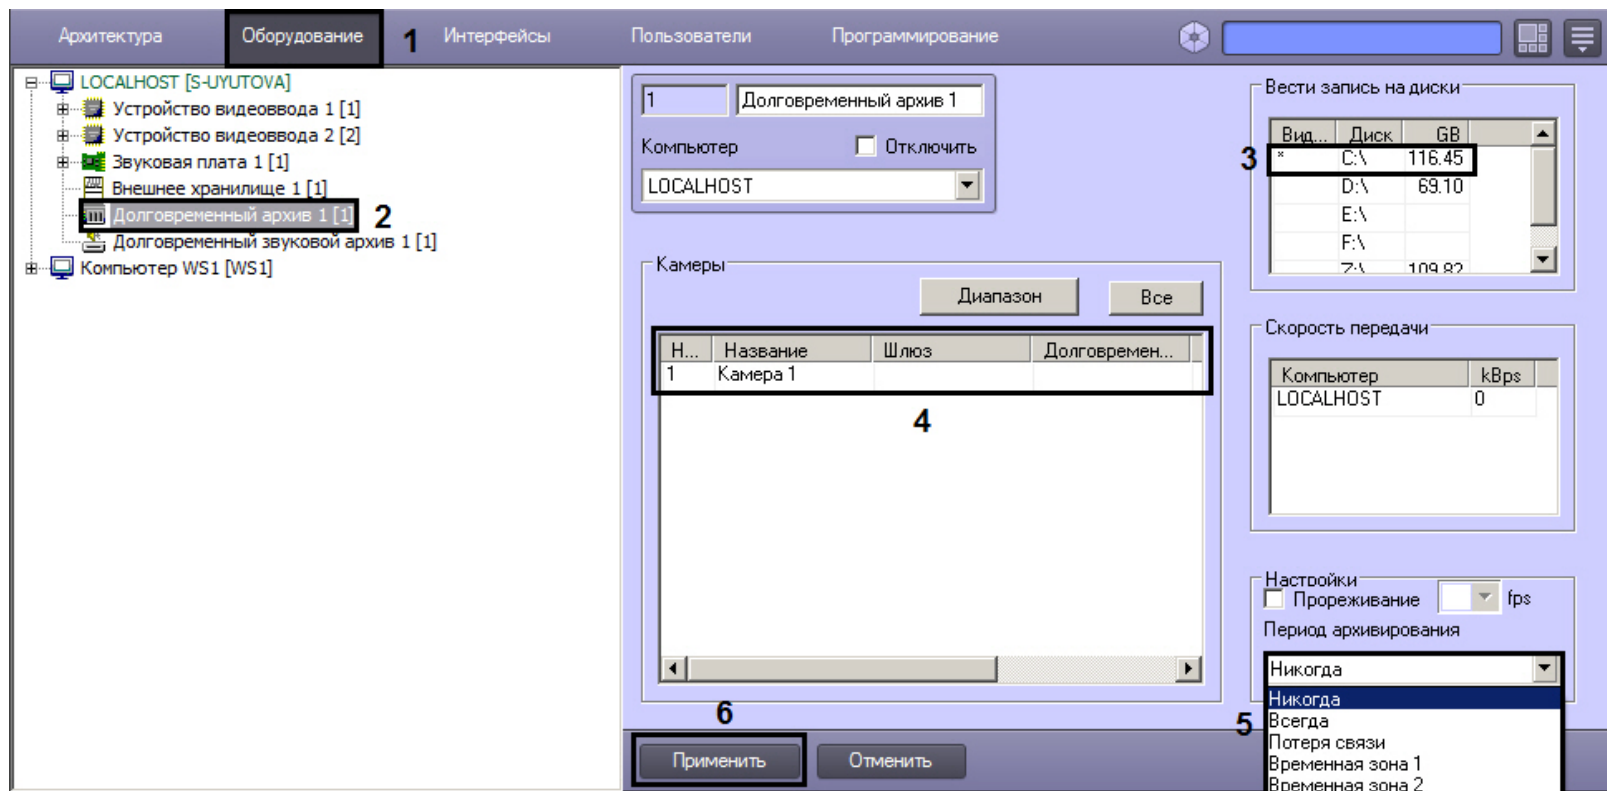 Архитектура Оборудование 1 Интерфейсы Пользователи Программирование
LOCALHOST [S-UYUTOVA]
Устройство видеоввода 1 [1]
Устройство видеоввода 2 [2]
Звуковая плата 1 [1]
Внешнее хранилище 1 [1]
Долговременный архив 1 [1] 2
Долговременный звуковой архив 1 [1]
Компьютер WS1 [WS1]
1 Долговременный архив 1
Компьютер Отключить
LOCALHOST
Камеры
Диапазон Все
Н... Название Шлюз Долговремен...
1 Камера 1
4
Вести запись на диски
Вид... Диск GB
3 * C:\ 116.45
D:\ 69.10
E:\
F:\
Z:\ 109.82
Скорость передачи
Компьютер kBps
LOCALHOST 0
Настройки
Прореживание fps
Период архивирования
Никогда
5
Никогда
Всегда
Потеря связи
Временная зона 1
Временная зона 2
6
Применить Отменить